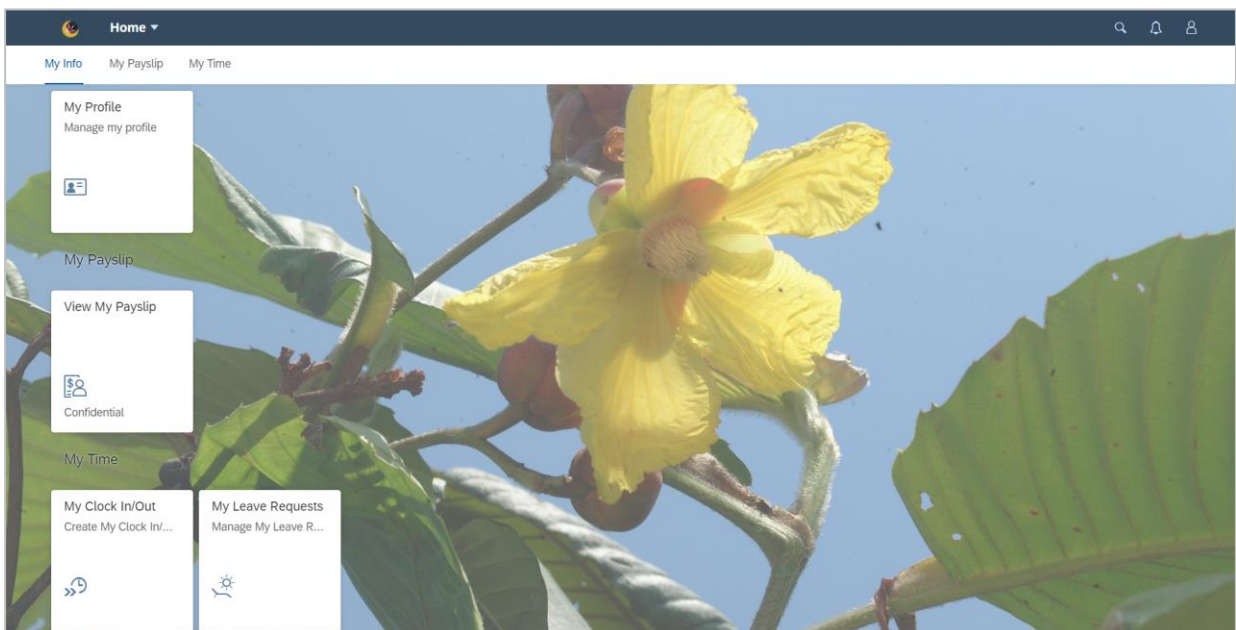 Home
My Info My Payslip My Time
My Profile
Manage my profile
My Payslip
View My Payslip
Confidential
My Time
My Clock In/Out
Create My Clock In/...
My Leave Requests
Manage My Leave R...